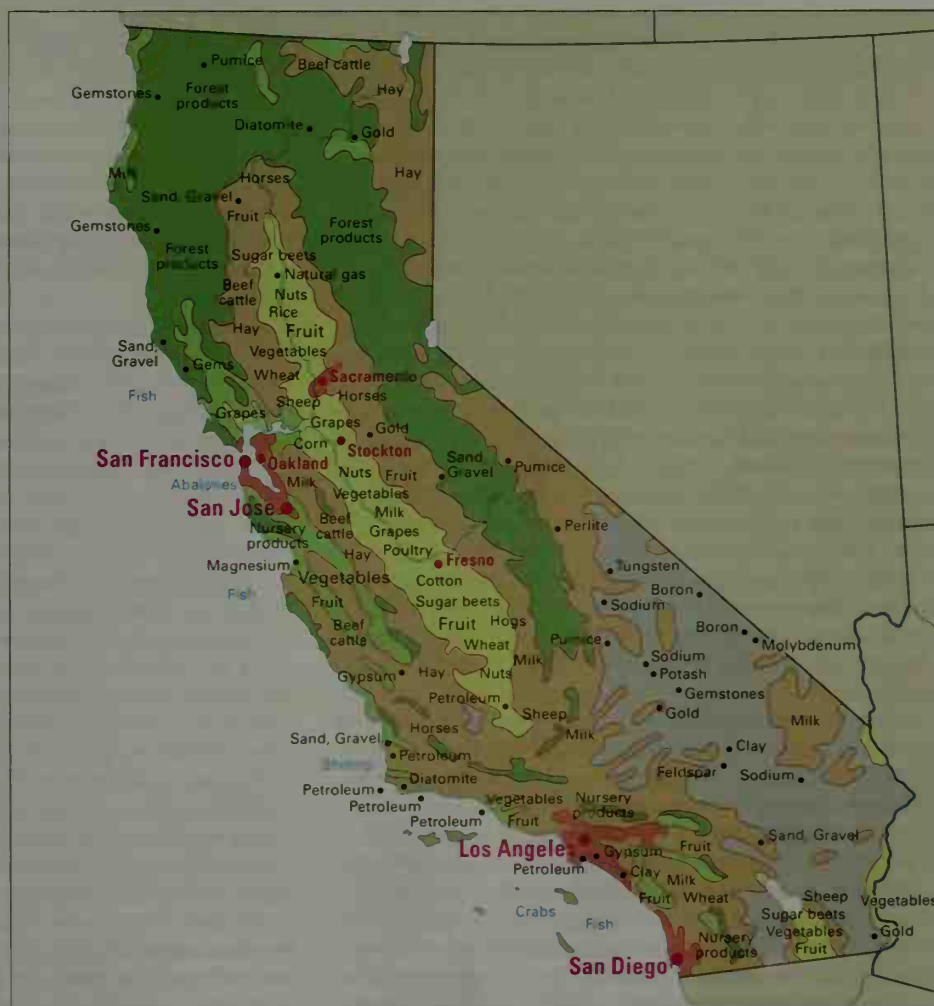 Pumice
Beef cattle
Gemstones
Forest
products
Hay
Diatomite
Gold
Hay
Horses
Sand, Gravel
Fruit
Gemstones
Forest
products
Forest
products
Sugar beets
Natural gas
Beef
cattle
Nuts
Rice
Fruit
Hay
Vegetables
Sand,
Gravel
Gems
Wheat
Sacramento
Fish
Sheep
Horses
Grapes
Grapes
Gold
Corn
Stockton
San Francisco
Oakland
Milk
Nuts
Fruit
Sand
Gravel
Pumice
Abalones
Vegetables
San Jose
Beef
cattle
Milk
Nursery
products
Grapes
Perlite
Hay
Poultry
Fresno
Magnesium
Vegetables
Cotton
Tungsten
Fish
Fruit
Sugar beets
Boron
Sodium
Beef
cattle
Fruit
Hogs
Boron
Molybdenum
Wheat
Pumice
Milk
Sodium
Potash
Gypsum
Hay
Nuts
Gemstones
Petroleum
Sheep
Gold
Horses
Milk
Milk
Sand, Gravel
Petroleum
Clay
Feldspar
Sodium
Diatomite
Petroleum
Petroleum
Petroleum
Vegetables
Fruit
Nursery
products
Sand, Gravel
Los Angele
Gypsum
Fruit
Petroleum
Clay
Milk
Fruit
Wheat
Sheep
Vegetables
Crabs
Fish
Sugar beets
Vegetables
Fruit
Gold
Nursery
products
San Diego